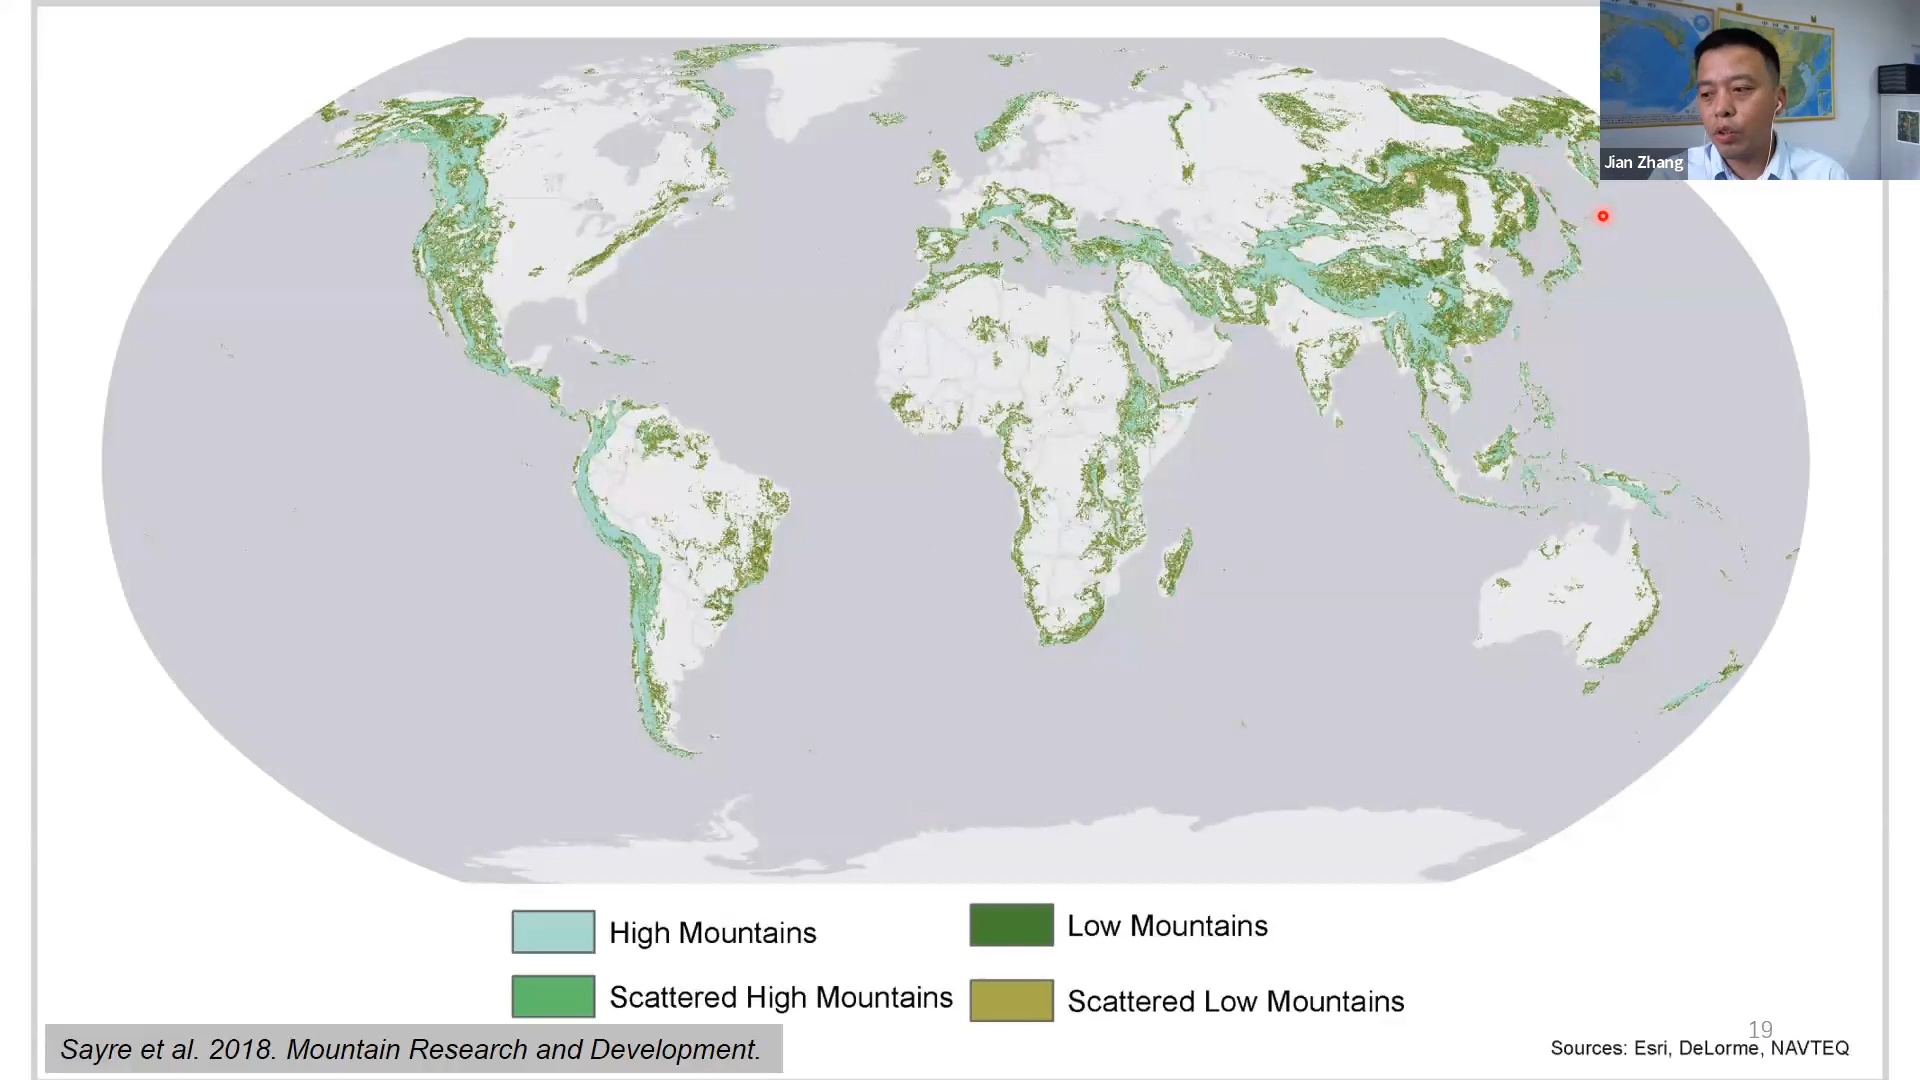 Jian Zhang
High Mountains
Low Mountains
Scattered High Mountains
Scattered Low Mountains
19
Sayre et al. 2018. Mountain Research and Development.
Sources: Esri, DeLorme, NAVTEQ